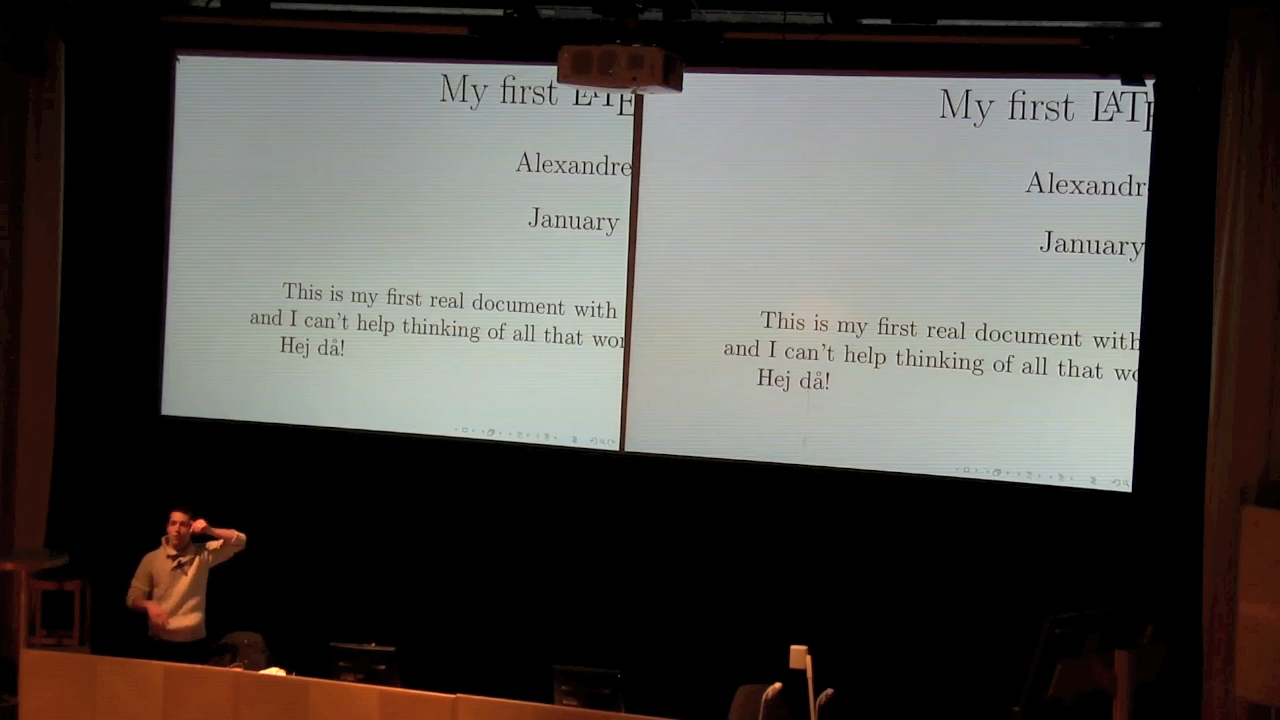 My first LATE
Alexandre
January
This is my first real document with
and I can't help thinking of all that
Hej då!
My first LAT
Alexandr
January
This is my first real document with
and I can't help thinking of all that
Hej då!